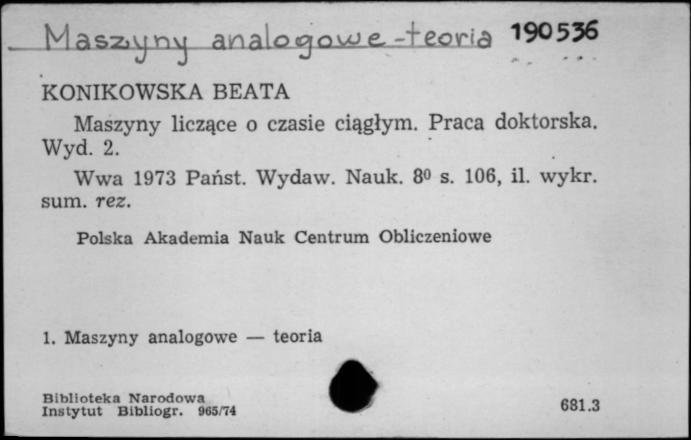 Maszyny analogowe - teoria 190536
KONIKOWSKA BEATA
Maszyny liczące o czasie ciągłym. Praca doktorska.
Wyd. 2.
Wwa 1973 Państ. Wydaw. Nauk. 8⁰ s. 106, il. wykr.
sum. rez.
Polska Akademia Nauk Centrum Obliczeniowe
1. Maszyny analogowe — teoria
Biblioteka Narodowa
Instytut Bibliogr. 965/74
681.3